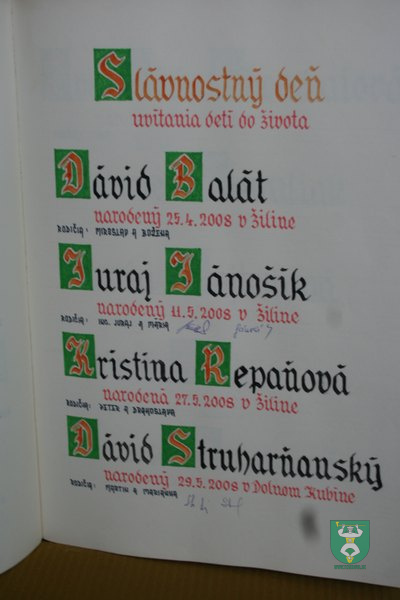 Slávnostný deň
uvítania detí do života
Dávid Balát
narodený 25.4.2008 v Žiline
RODIČIA: MIROSLAV A BOŽENA
Juraj Jánošík
narodený 11.5.2008 v Žiline
RODIČIA: ING. JURAJ A MÁRIA
Kristína Repaňová
narodená 27.5.2008 v Žiline
RODIČIA: PETER A DRAHOSLAVA
Dávid Struharňanský
narodený 29.5.2008 v Dolnom Kubíne
RODIČIA: MARTIN A MARIANNA